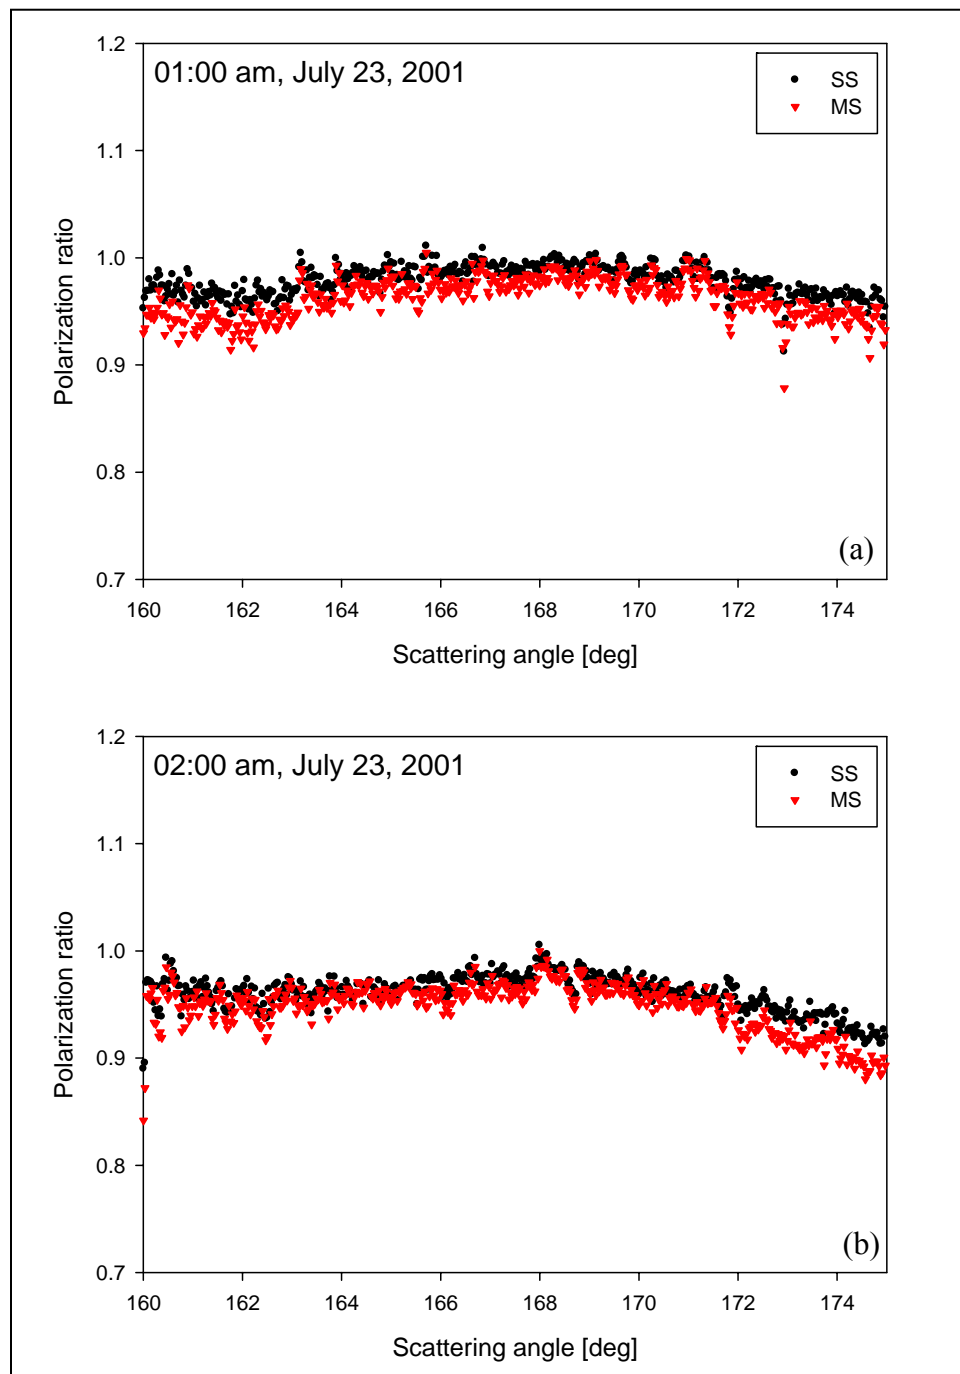 01:00 am, July 23, 2001
SS
MS
1.2
1.1
1.0
0.9
0.8
0.7
Polarization ratio
(a)
160 162 164 166 168 170 172 174
Scattering angle [deg]
02:00 am, July 23, 2001
SS
MS
1.2
1.1
1.0
0.9
0.8
0.7
Polarization ratio
(b)
160 162 164 166 168 170 172 174
Scattering angle [deg]